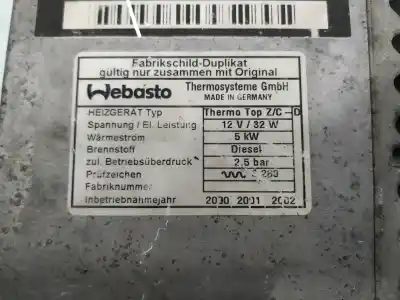 Fabrikschild-Duplikat
gültig nur zusammen mit Original
Webasto Thermosysteme GmbH
MADE IN GERMANY
HEIZGERÄT Typ Thermo Top Z/C -D
Spannung / El. Leistung 12 V / 32 W
Wärmestrom 5 kW
Brennstoff Diesel
zul. Betriebsüberdruck 2,5 bar
Prüfzeichen 280
Fabriknummer
Inbetriebnahmejahr 2000 2001 2002